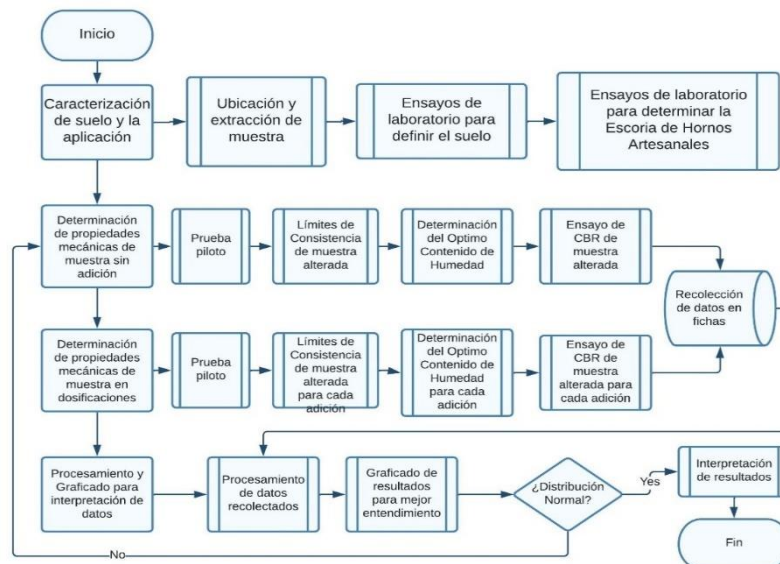 Inicio
Caracterización
de suelo y la
aplicación
Ubicación y
extracción de
muestra
Ensayos de
laboratorio para
definir el suelo
Ensayos de laboratorio
para determinar la
Escoria de Hornos
Artesanales
Determinación
de propiedades
mecánicas de
muestra sin
adición
Prueba
piloto
Límites de
Consistencia
de muestra
alterada
Determinación
del Optimo
Contenido de
Humedad
Ensayo de
CBR de
muestra
alterada
Recolección
de datos en
fichas
Determinación
de propiedades
mecánicas de
muestra en
dosificaciones
Prueba
piloto
Límites de
Consistencia
de muestra
alterada
para cada
adición
Determinación
del Optimo
Contenido de
Humedad
para cada
adición
Ensayo de
CBR de
muestra
alterada para
cada adición
Procesamiento y
Graficado para
interpretación de
datos
Procesamiento
de datos
recolectados
Graficado de
resultados
para mejor
entendimiento
¿Distribución
Normal?
Yes
Interpretación
de resultados
No
Fin